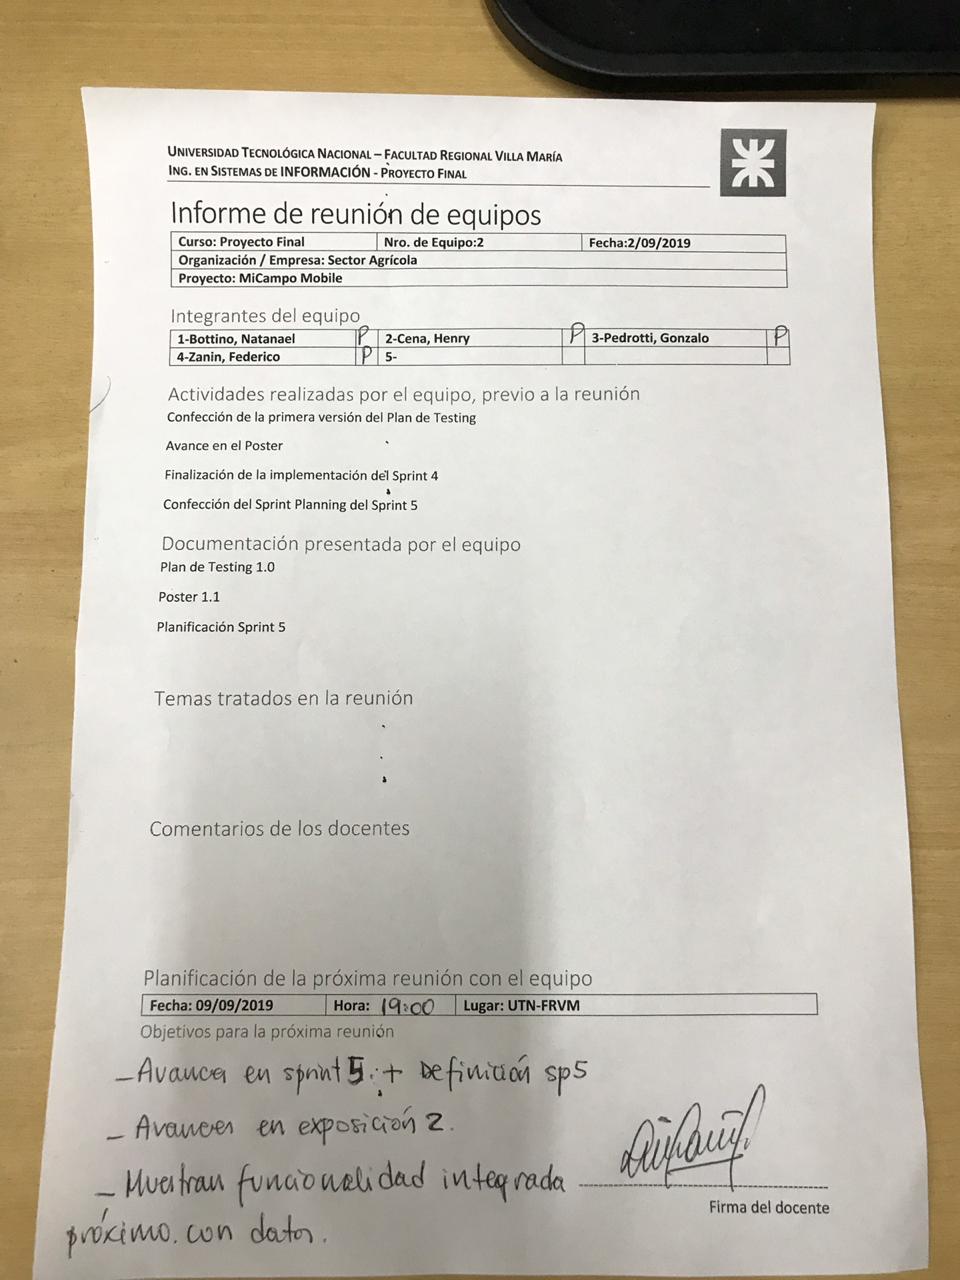 UNIVERSIDAD TECNOLÓGICA NACIONAL – FACULTAD REGIONAL VILLA MARÍA
ING. EN SISTEMAS DE INFORMACIÓN - PROYECTO FINAL
Informe de reunión de equipos
Curso: Proyecto Final Nro. de Equipo:2 Fecha:2/09/2019
Organización / Empresa: Sector Agrícola
Proyecto: MiCampo Mobile
Integrantes del equipo
1-Bottino, Natanael P 2-Cena, Henry P 3-Pedrotti, Gonzalo P
4-Zanin, Federico P 5-
Actividades realizadas por el equipo, previo a la reunión
Confección de la primera versión del Plan de Testing
Avance en el Poster
Finalización de la implementación del Sprint 4
Confección del Sprint Planning del Sprint 5
Documentación presentada por el equipo
Plan de Testing 1.0
Poster 1.1
Planificación Sprint 5
Temas tratados en la reunión
Comentarios de los docentes
Planificación de la próxima reunión con el equipo
Fecha: 09/09/2019 Hora: 19:00 Lugar: UTN-FRVM
Objetivos para la próxima reunión
- Avances en sprint 5 + Definición sp5
- Avances en exposición 2.
- Muestran funcionalidad integrada
próximo. con datos.
Firma del docente